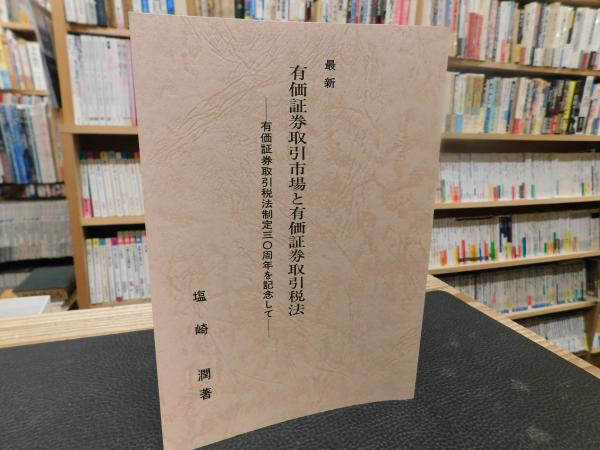 最新
有価証券取引市場と有価証券取引税法
――有価証券取引税法制定三〇周年を記念して――
塩崎 潤著